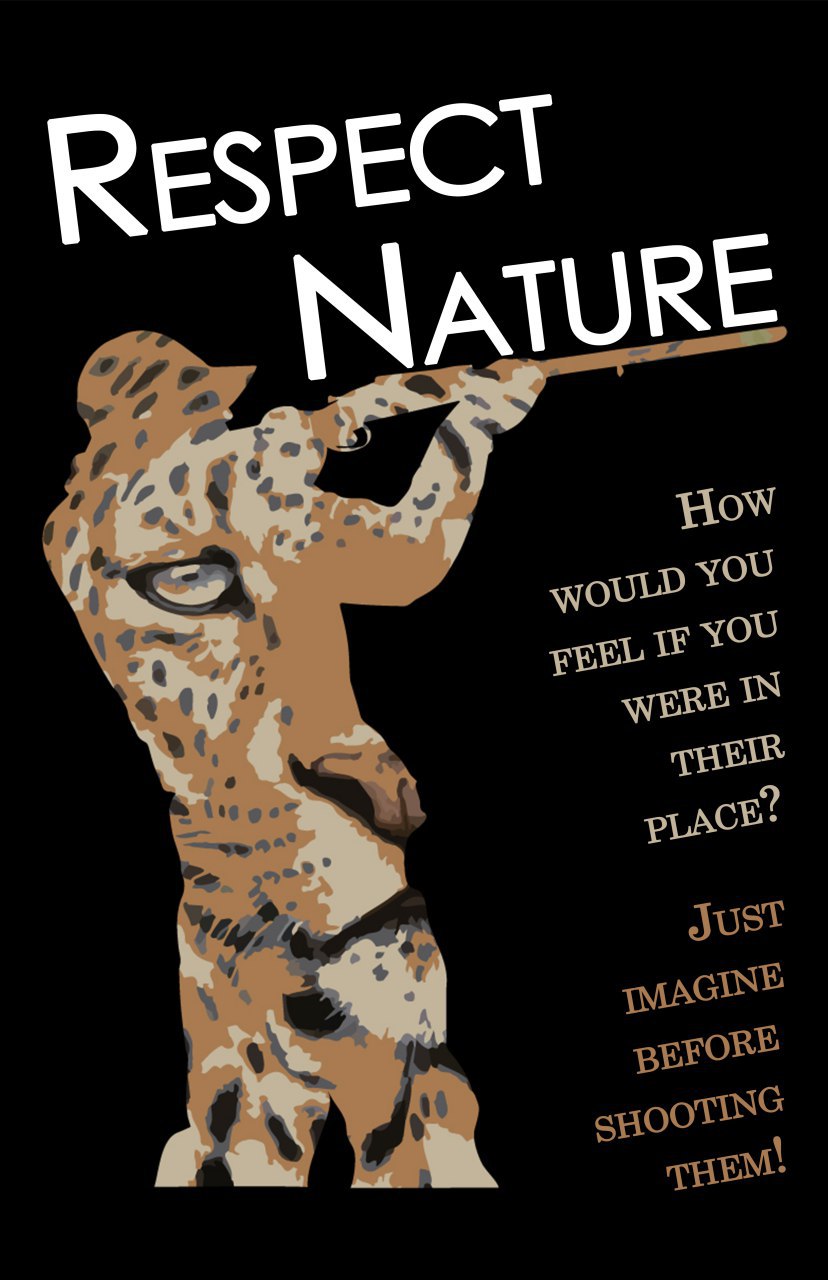 Respect
Nature
How
would you
feel if you
were in
their
place?
Just
imagine
before
shooting
them!